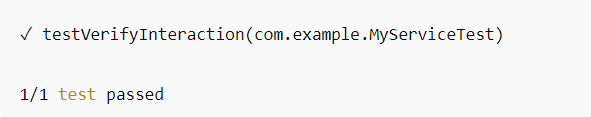 ✓ testVerifyInteraction(com.example.MyServiceTest)
1/1 test passed